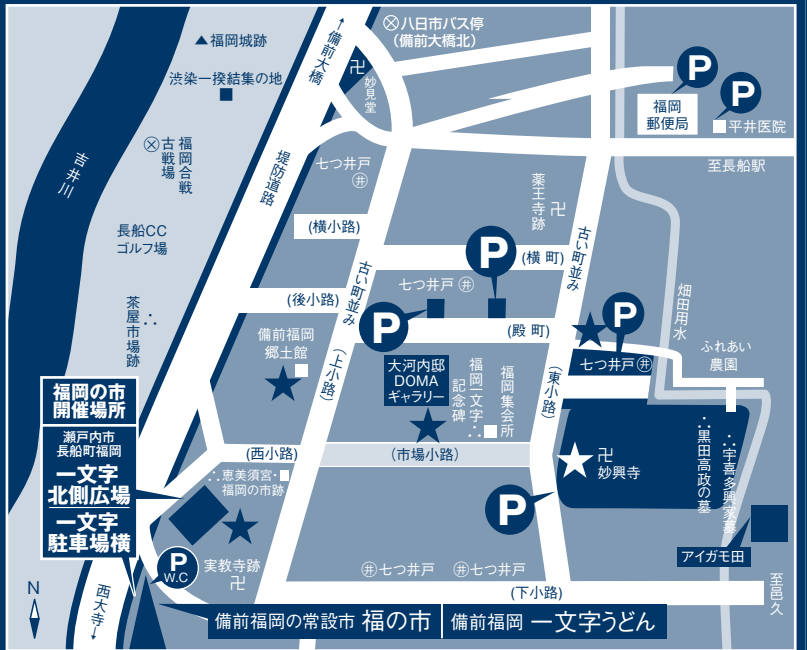 ▲福岡城跡
渋染一揆結集の地
福岡合戦
古戦場
吉井川
長船CC
ゴルフ場
茶屋市場跡
←備前大橋
堤防道路
八日市バス停
(備前大橋北)
卍
妙見堂
七つ井戸
井
(横小路)
(後小路)
古い町並み
(上小路)
薬王寺跡
卍
P
P
福岡
郵便局
平井医院
至長船駅
P
(横 町)
古い町並み
(東小路)
七つ井戸 井
P
(殿 町)
P
七つ井戸 井
畑田用水
ふれあい
農園
備前福岡
郷土館
大河内邸
DOMA
ギャラリー
福岡一文字
記念碑
福岡集会所
福岡の市
開催場所
瀬戸内市
長船町福岡
一文字
北側広場
一文字
駐車場横
(西小路)
(市場小路)
恵美須宮・
福岡の市跡
卍
妙興寺
黒田高政の墓
宇喜多興家墓
P
アイガモ田
P
W.C
実教寺跡
卍
井七つ井戸
井七つ井戸
(下小路)
至邑久
N
西大寺→
備前福岡の常設市 福の市
備前福岡 一文字うどん